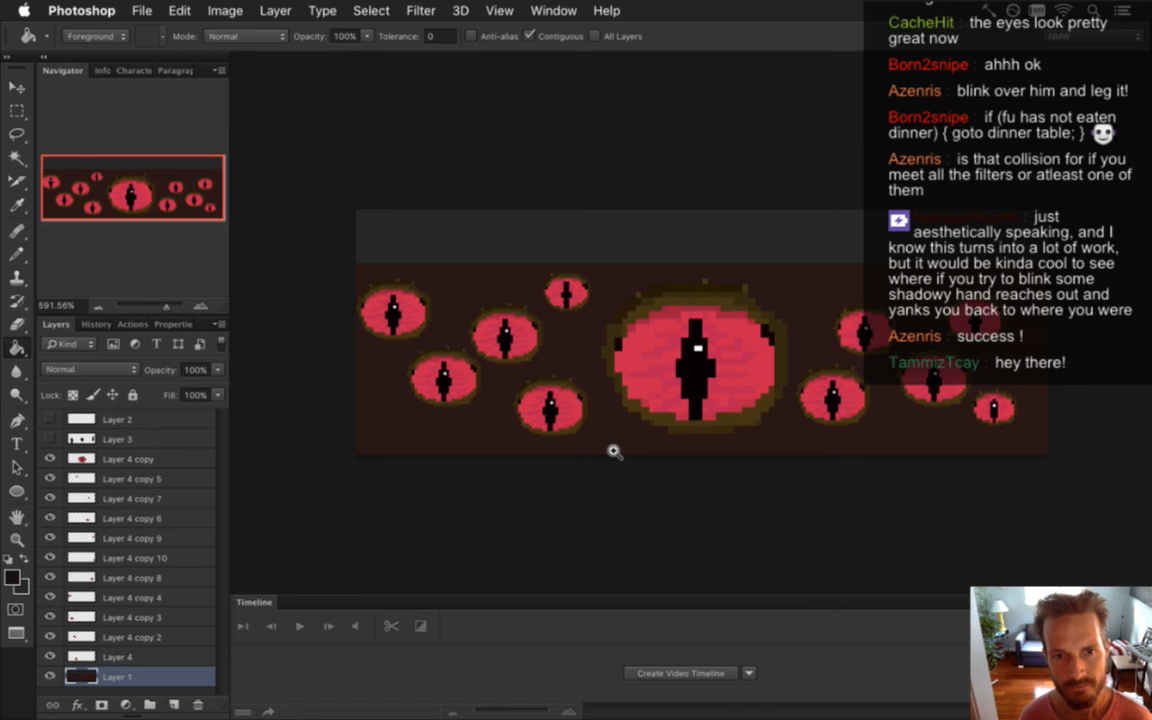 Photoshop File Edit Image Layer Type Select Filter 3D View Window Help
Foreground Mode: Normal Opacity: 100% Tolerance: 0 Anti-alias Contiguous All Layers
Navigator Info Characte Paragraj
591.56%
Layers History Actions Propertie
Kind
Normal Opacity: 100%
Lock: Fill: 100%
Layer 2
Layer 3
Layer 4 copy
Layer 4 copy 5
Layer 4 copy 7
Layer 4 copy 6
Layer 4 copy 9
Layer 4 copy 10
Layer 4 copy 8
Layer 4 copy 4
Layer 4 copy 3
Layer 4 copy 2
Layer 4
Layer 1
fx
Timeline
Create Video Timeline
CacheHit : the eyes look pretty
great now
Born2snipe : ahhh ok
Azenris : blink over him and leg it!
Born2snipe : if (fu has not eaten
dinner) { goto dinner table; }
Azenris : is that collision for if you
meet all the filters or atleast one of
them
: just
aesthetically speaking, and I
know this turns into a lot of work,
but it would be kinda cool to see
where if you try to blink some
shadowy hand reaches out and
yanks you back to where you were
Azenris : success !
TammizTcay : hey there!